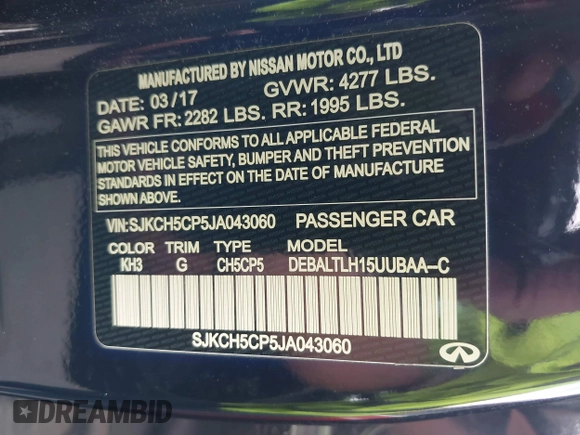 MANUFACTURED BY NISSAN MOTOR CO., LTD
DATE: 03/17 GVWR: 4277 LBS.
GAWR FR: 2282 LBS. RR: 1995 LBS.
THIS VEHICLE CONFORMS TO ALL APPLICABLE FEDERAL
MOTOR VEHICLE SAFETY, BUMPER AND THEFT PREVENTION
STANDARDS IN EFFECT ON THE DATE OF MANUFACTURE
SHOWN ABOVE.
VIN:SJKCH5CP5JA043060 PASSENGER CAR
COLOR TRIM TYPE MODEL
KH3 G CH5CP5 DEBALTLH15UUBAA-C
SJKCH5CP5JA043060
DREAMBID